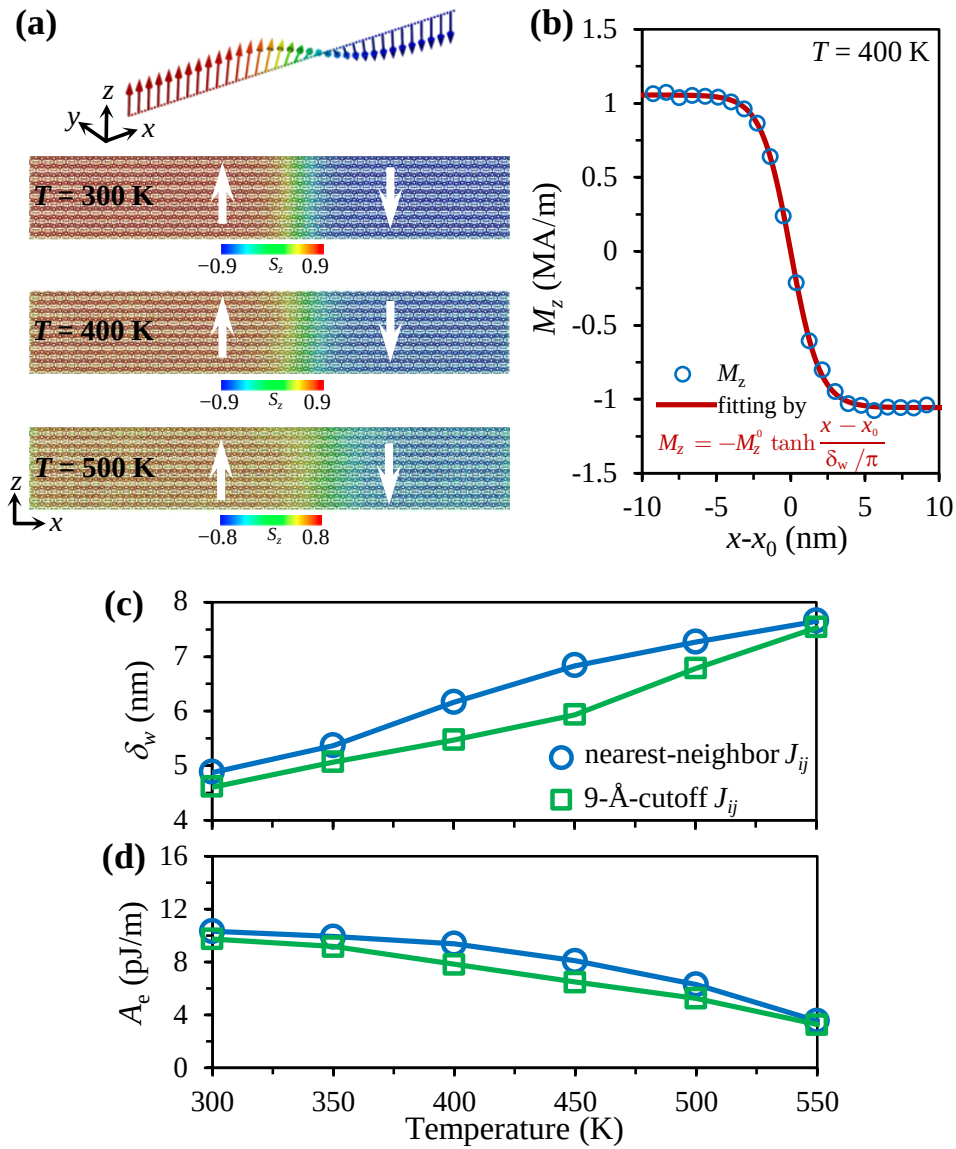 (a)
z
y
x
T = 300 K
−0.9 Sz 0.9
T = 400 K
−0.9 Sz 0.9
T = 500 K
z
x
−0.8 Sz 0.8
(b)
T = 400 K
1.5
1
0.5
0
-0.5
-1
-1.5
Mz (MA/m)
Mz
fitting by
Mz = −Mz⁰ tanh (x − x₀)/(δw/π)
-10 -5 0 5 10
x-x₀ (nm)
(c)
8
7
6
5
4
δw (nm)
nearest-neighbor Jij
9-Å-cutoff Jij
(d)
16
12
8
4
0
Ae (pJ/m)
300 350 400 450 500 550
Temperature (K)